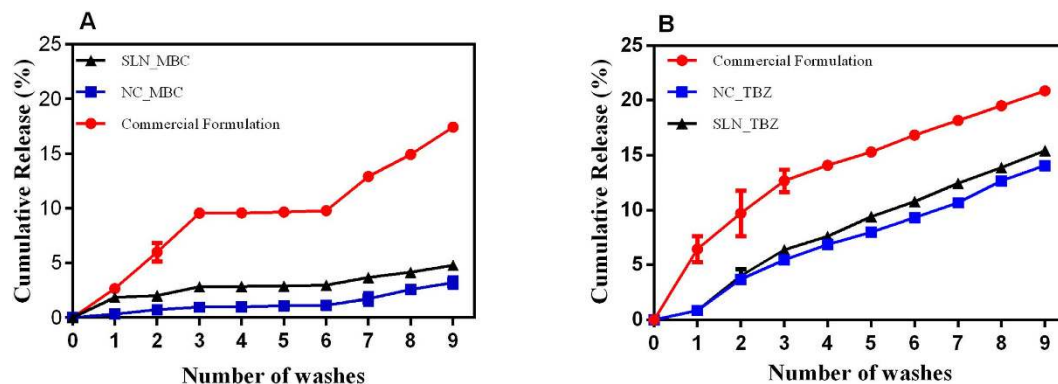 A
25
20
15
10
5
0
Cumulative Release (%)
SLN_MBC
NC_MBC
Commercial Formulation
0 1 2 3 4 5 6 7 8 9
Number of washes
B
25
20
15
10
5
0
Cumulative Release (%)
Commercial Formulation
NC_TBZ
SLN_TBZ
0 1 2 3 4 5 6 7 8 9
Number of washes